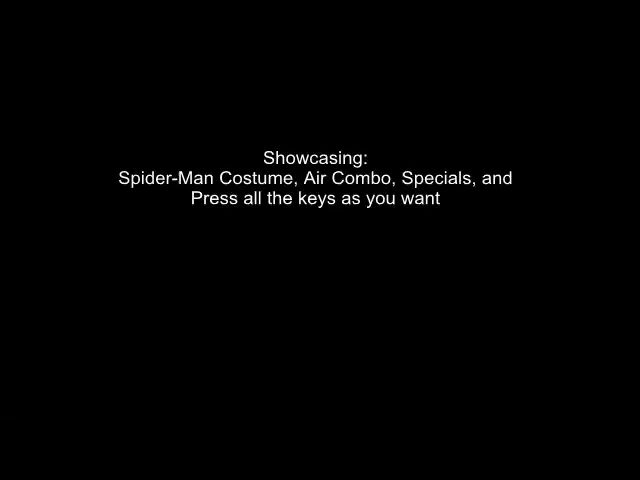 Showcasing:
Spider-Man Costume, Air Combo, Specials, and
Press all the keys as you want